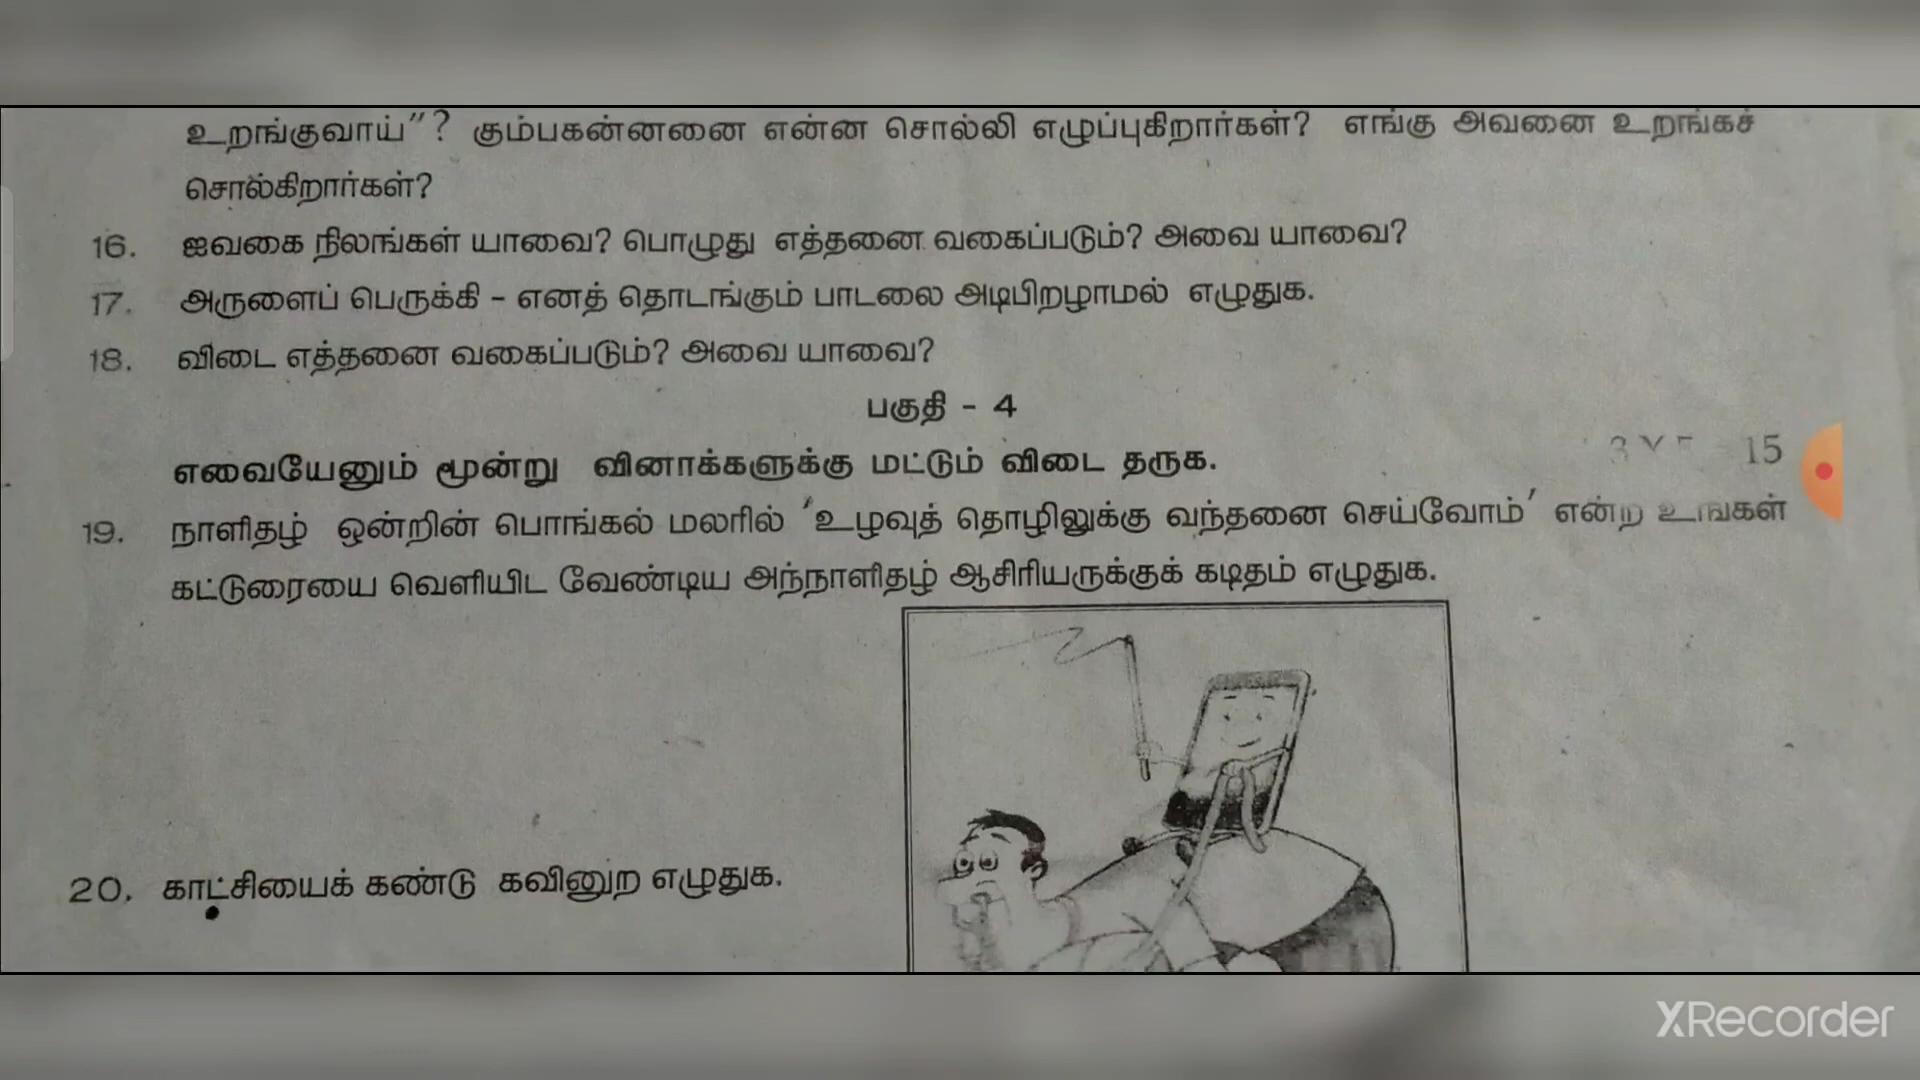 உறங்குவாய்"? கும்பகன்னனை என்ன சொல்லி எழுப்புகிறார்கள்? எங்கு அவனை உறங்கச்
சொல்கிறார்கள்?
16. ஐவகை நிலங்கள் யாவை? பொழுது எத்தனை வகைப்படும்? அவை யாவை?
17. அருளைப் பெருக்கி - எனத் தொடங்கும் பாடலை அடிபிறழாமல் எழுதுக.
18. விடை எத்தனை வகைப்படும்? அவை யாவை?
பகுதி - 4
எவையேனும் மூன்று வினாக்களுக்கு மட்டும் விடை தருக. 15
19. நாளிதழ் ஒன்றின் பொங்கல் மலரில் 'உழவுத் தொழிலுக்கு வந்தனை செய்வோம்' என்ற உங்கள்
கட்டுரையை வெளியிட வேண்டிய அந்நாளிதழ் ஆசிரியருக்குக் கடிதம் எழுதுக.
20. காட்சியைக் கண்டு கவினுற எழுதுக.
XRecorder